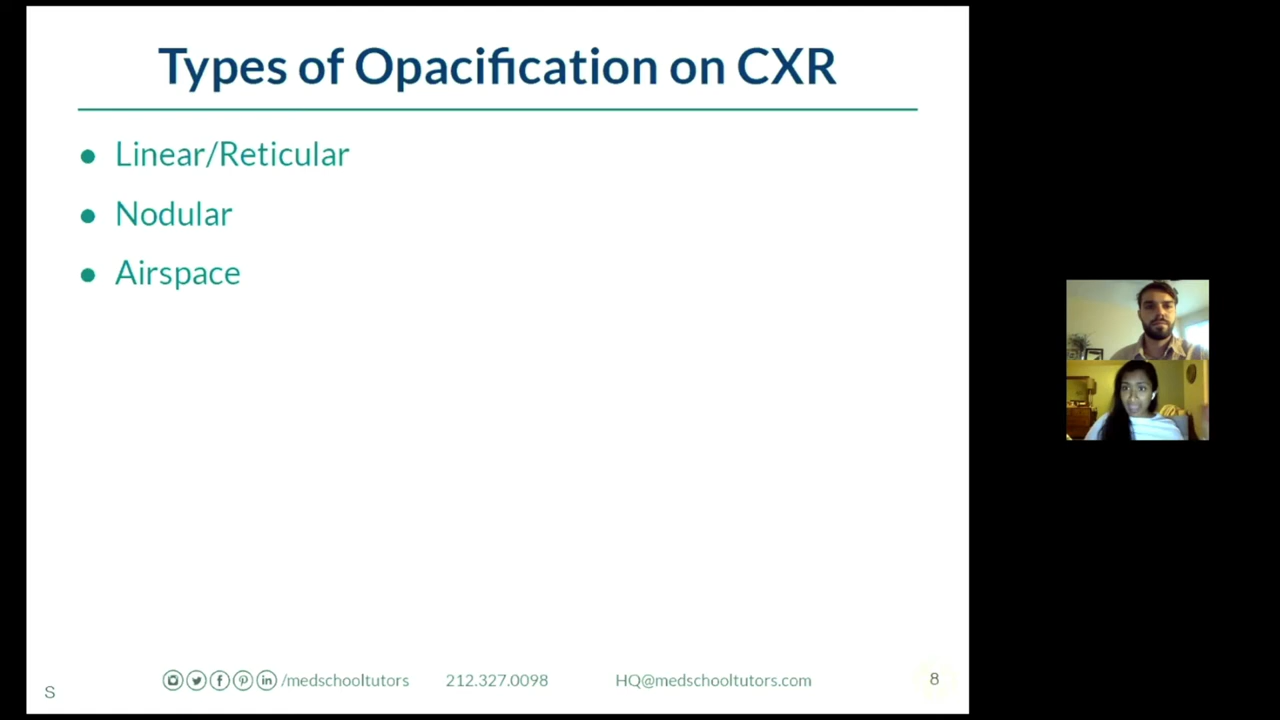 Types of Opacification on CXR
● Linear/Reticular
● Nodular
● Airspace
S
/medschooltutors 212.327.0098 HQ@medschooltutors.com 8